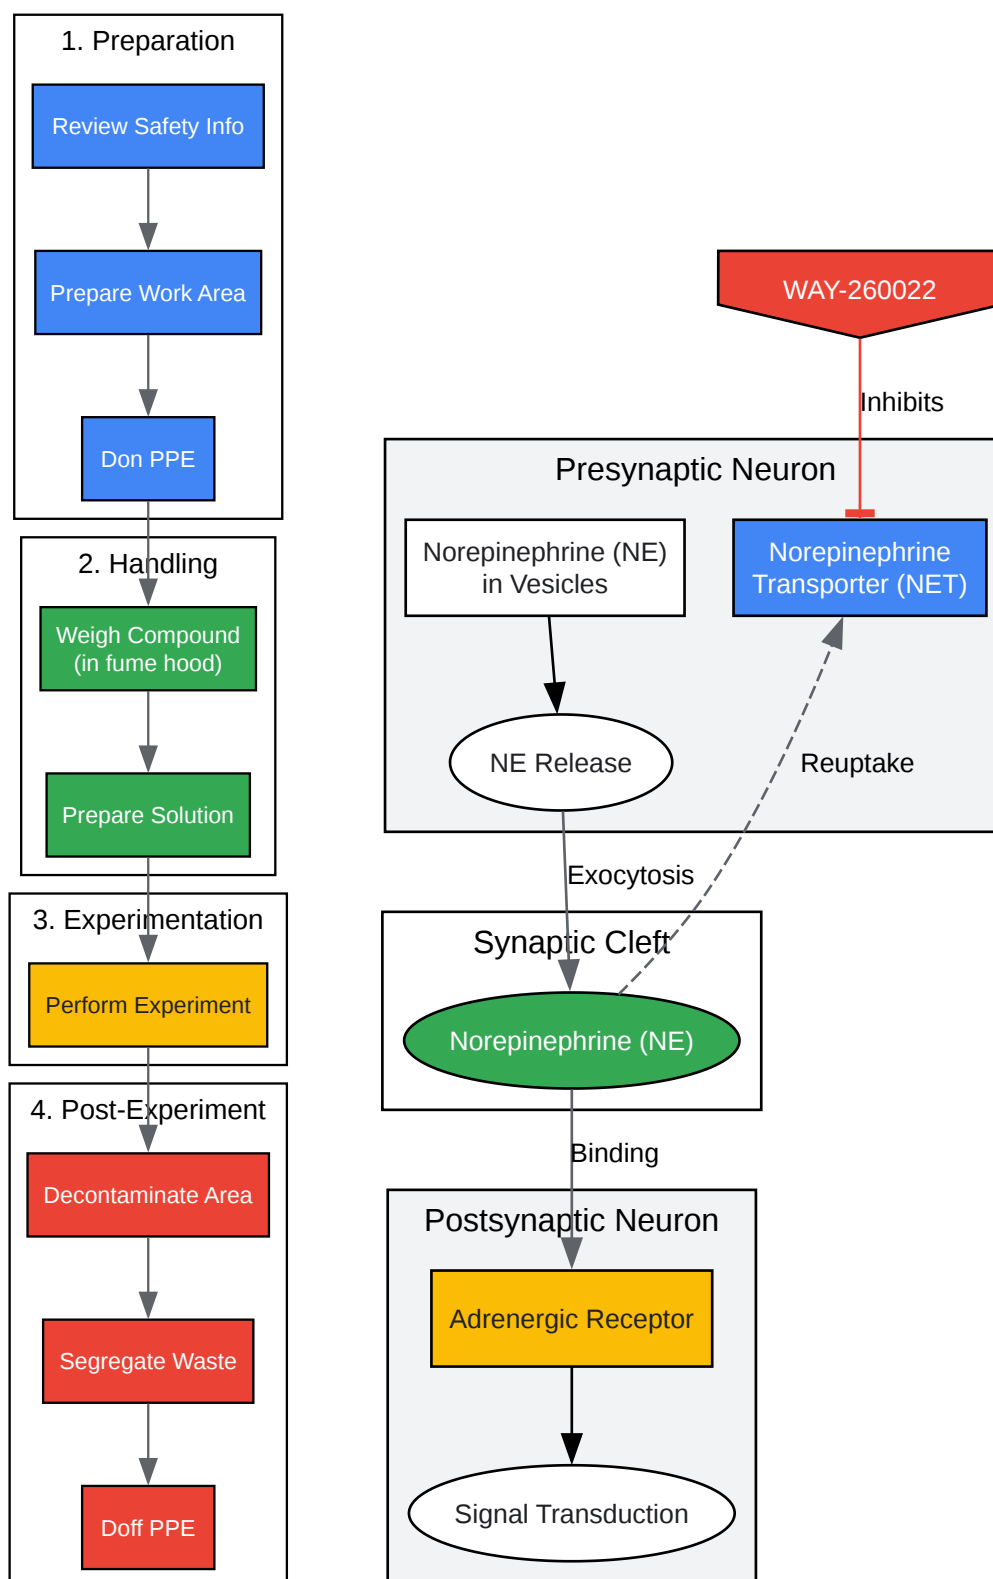 1. Preparation
Review Safety Info
Prepare Work Area
Don PPE
2. Handling
Weigh Compound
(in fume hood)
Prepare Solution
3. Experimentation
Perform Experiment
4. Post-Experiment
Decontaminate Area
Segregate Waste
Doff PPE
WAY-260022
Inhibits
Presynaptic Neuron
Norepinephrine (NE)
in Vesicles
Norepinephrine
Transporter (NET)
NE Release
Reuptake
Exocytosis
Synaptic Cleft
Norepinephrine (NE)
Binding
Postsynaptic Neuron
Adrenergic Receptor
Signal Transduction